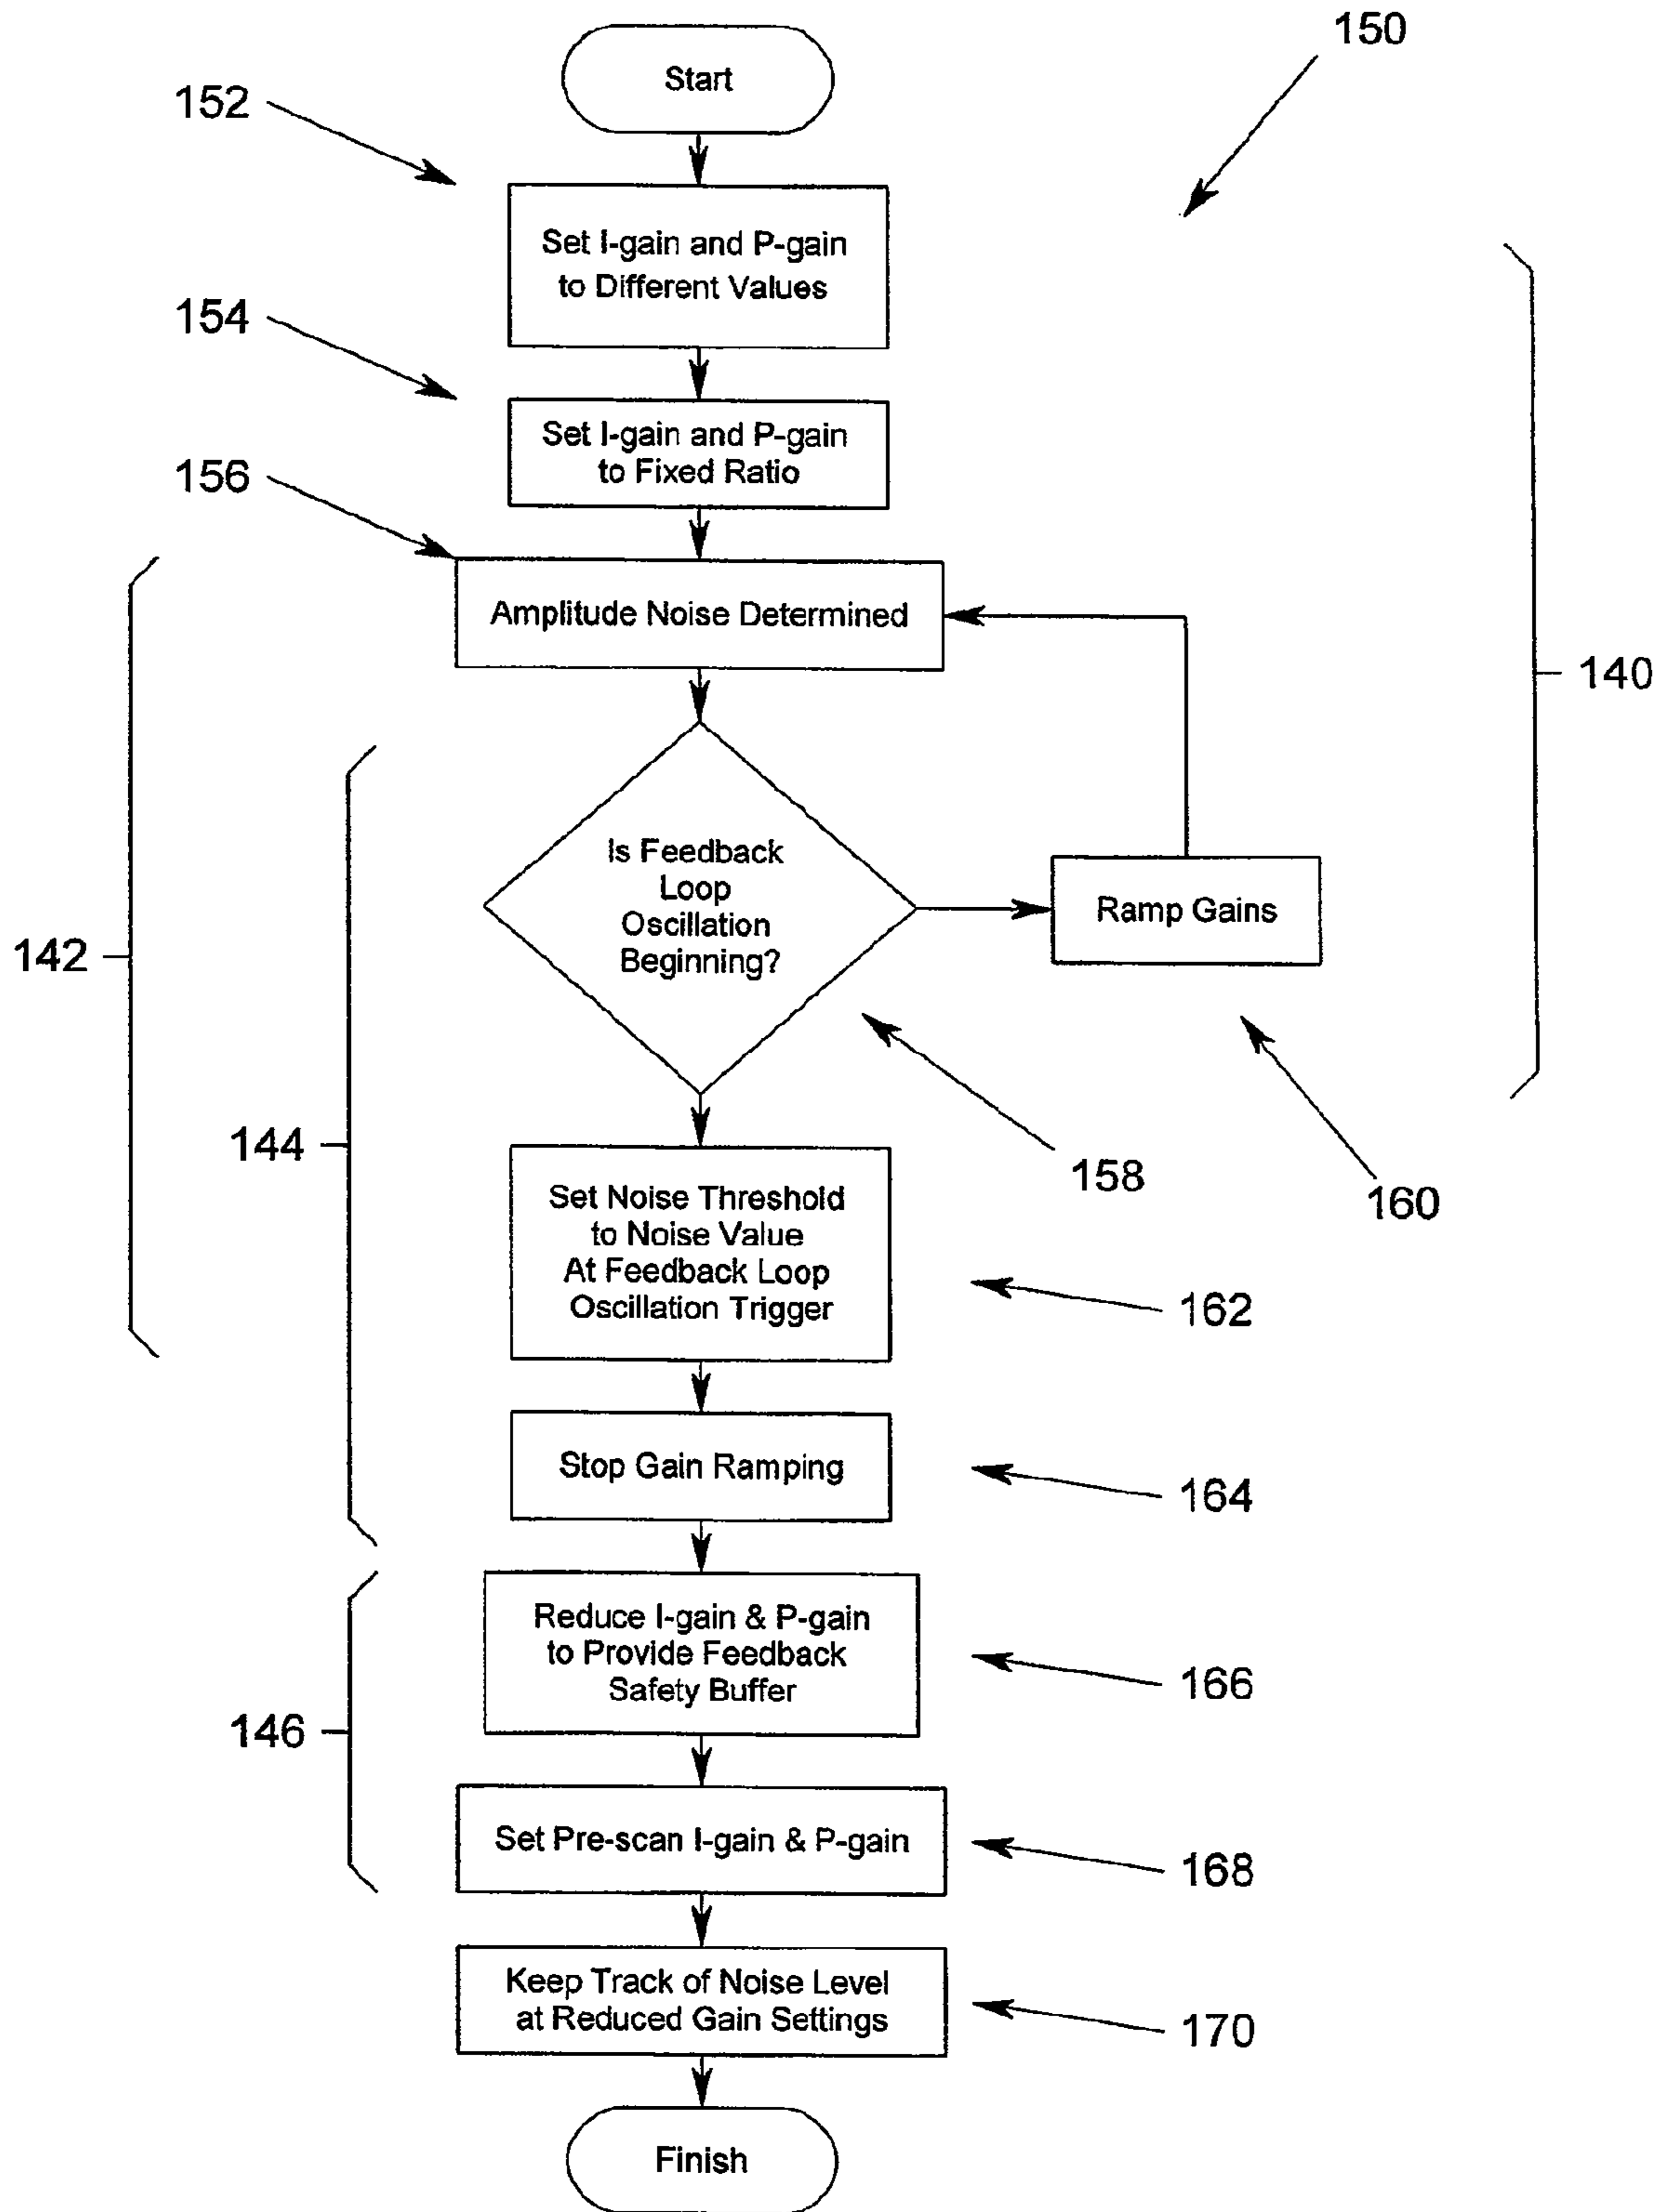 150
Start
152
Set I-gain and P-gain
to Different Values
154
Set I-gain and P-gain
to Fixed Ratio
156
Amplitude Noise Determined
140
Is Feedback
Loop
Oscillation
Beginning?
Ramp Gains
142
144
158
160
Set Noise Threshold
to Noise Value
At Feedback Loop
Oscillation Trigger
162
Stop Gain Ramping
164
Reduce I-gain & P-gain
to Provide Feedback
Safety Buffer
166
146
Set Pre-scan I-gain & P-gain
168
Keep Track of Noise Level
at Reduced Gain Settings
170
Finish